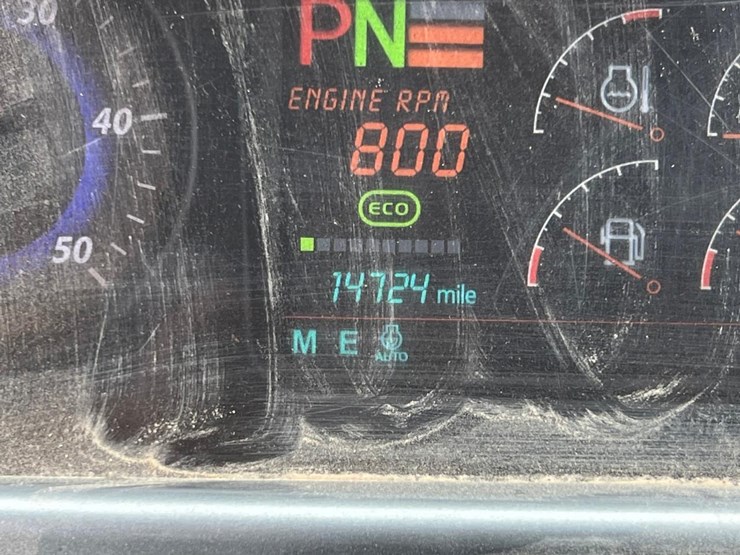 30
PN
ENGINE RPM
40
800
ECO
50
14724 mile
M E AUTO